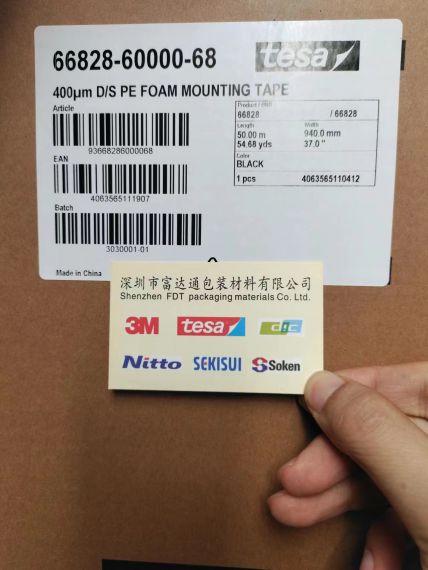 66828-60000-68
tesa
400µm D/S PE FOAM MOUNTING TAPE
Article
93668286000068
EAN
4063565111907
Batch
3030001-01
Made in China
Product / BNR
66828 / 66828
Length Width
50.00 m 940.0 mm
54.68 yds 37.0 "
Color
BLACK
1 pcs 4063565110412
深圳市富达通包装材料有限公司
Shenzhen FDT packaging materials Co. Ltd.
3M tesa d!c
Nitto SEKISUI Soken